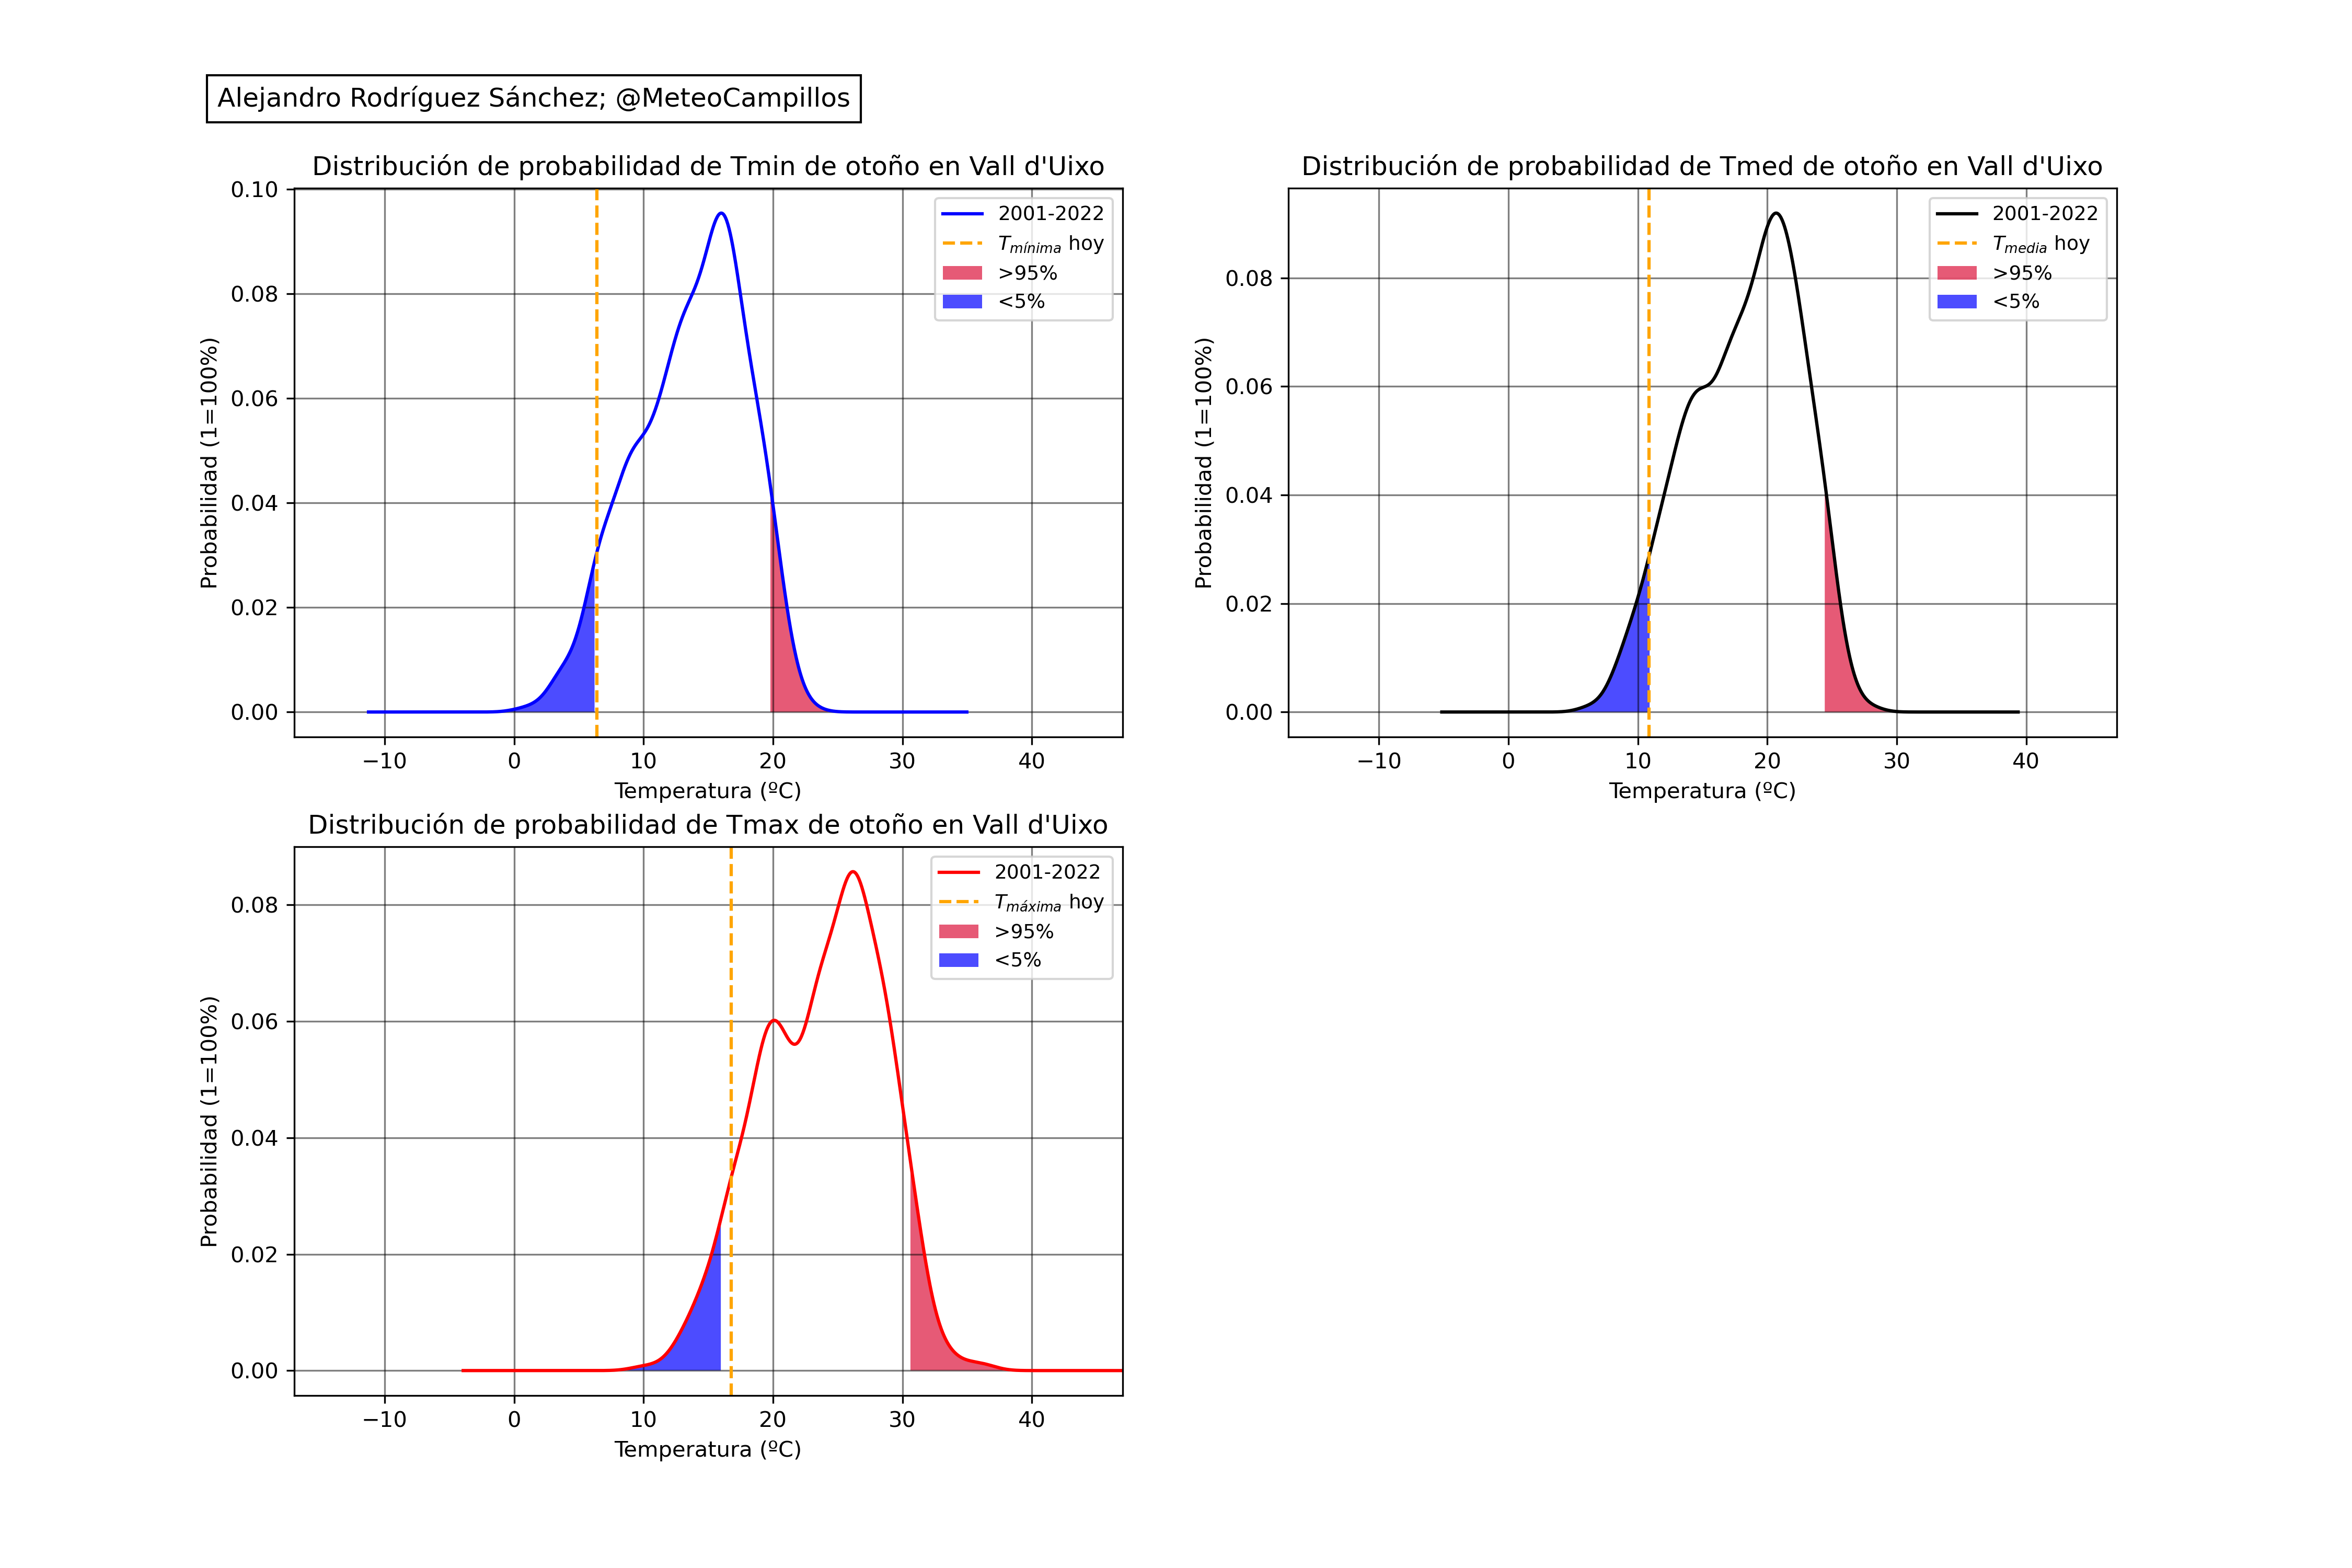 Alejandro Rodríguez Sánchez; @MeteoCampillos
Distribución de probabilidad de Tmin de otoño en Vall d'Uixo
0.10
0.08
0.06
0.04
0.02
0.00
Probabilidad (1=100%)
2001-2022
Tmínima hoy
>95%
<5%
−10 0 10 20 30 40
Temperatura (ºC)
Distribución de probabilidad de Tmed de otoño en Vall d'Uixo
0.08
0.06
0.04
0.02
0.00
Probabilidad (1=100%)
2001-2022
Tmedia hoy
>95%
<5%
−10 0 10 20 30 40
Temperatura (ºC)
Distribución de probabilidad de Tmax de otoño en Vall d'Uixo
0.08
0.06
0.04
0.02
0.00
Probabilidad (1=100%)
2001-2022
Tmáxima hoy
>95%
<5%
−10 0 10 20 30 40
Temperatura (ºC)